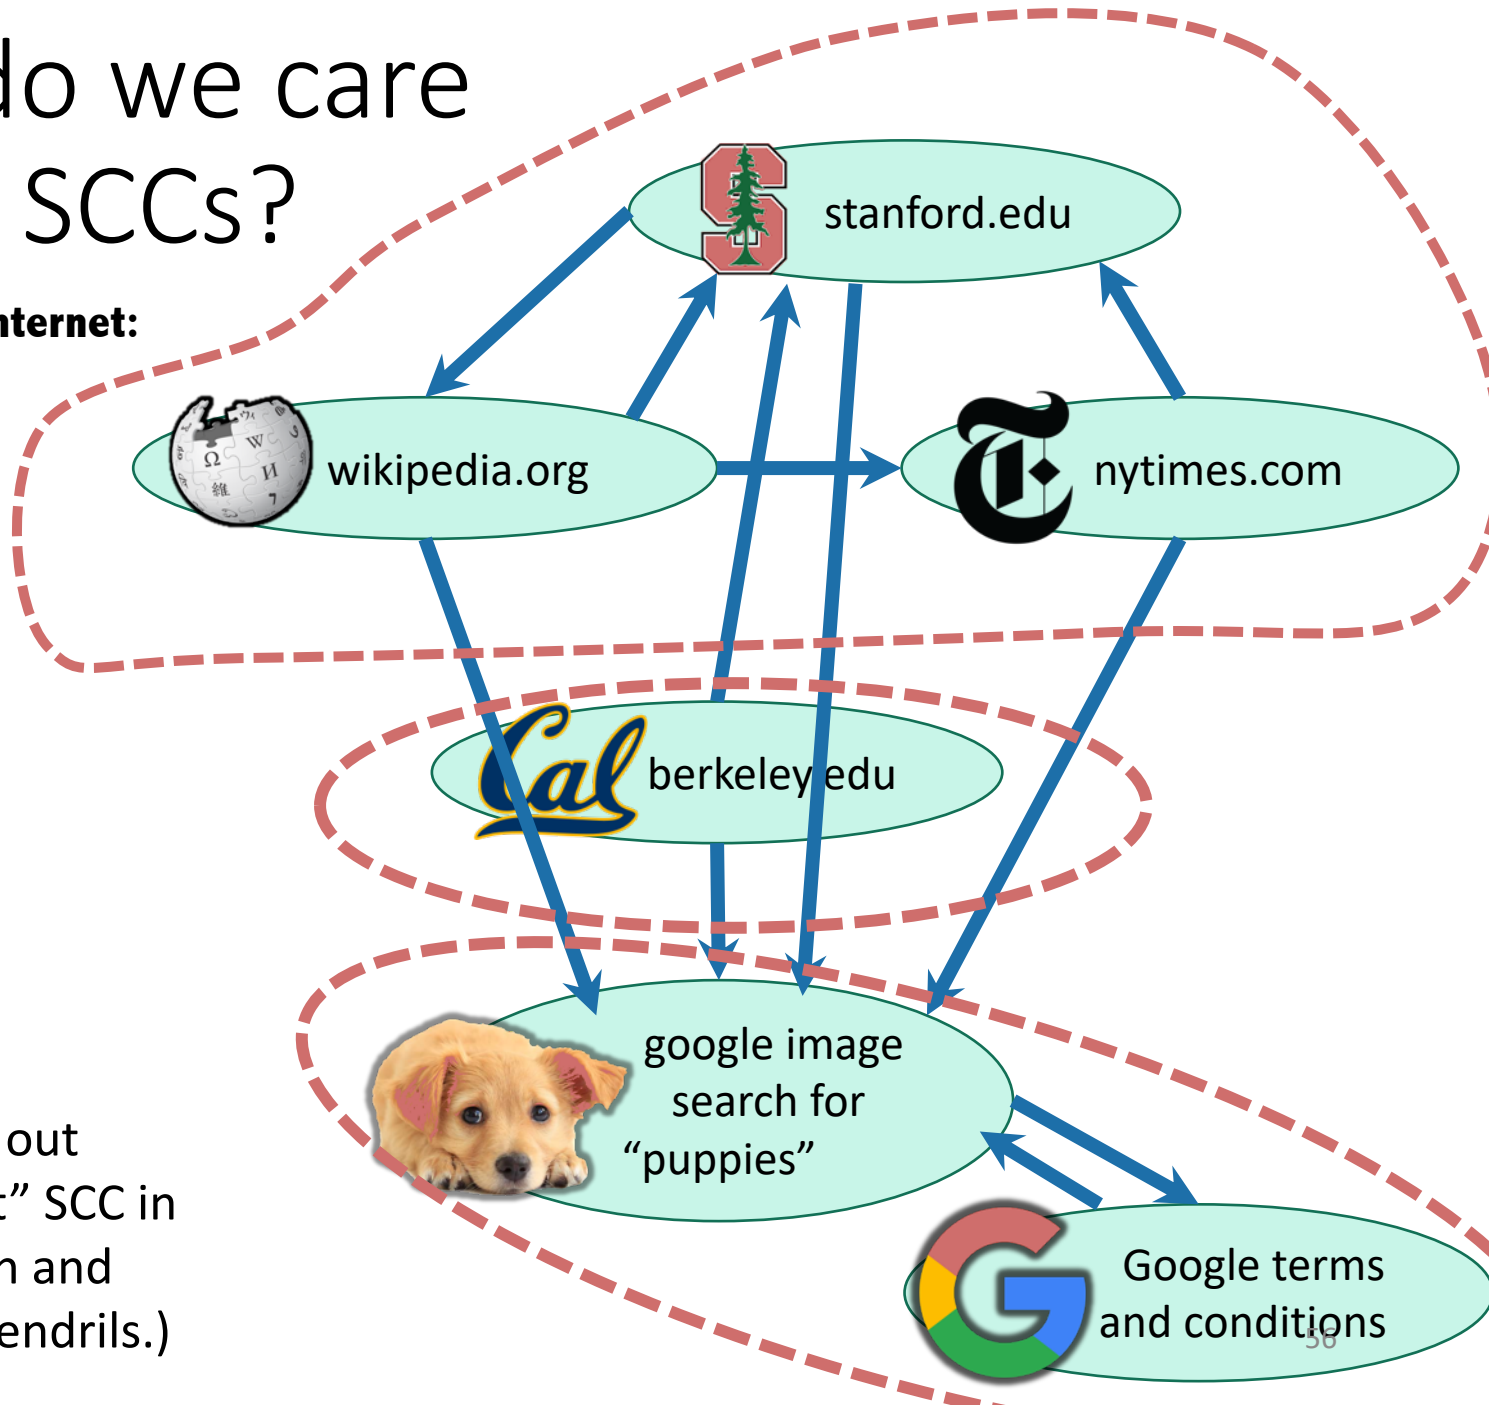 do we care
SCCs?
nternet:
stanford.edu
wikipedia.org
nytimes.com
Cal
berkeley.edu
google image
search for
“puppies”
out
t” SCC in
n and
endrils.)
Google terms
and conditions
56